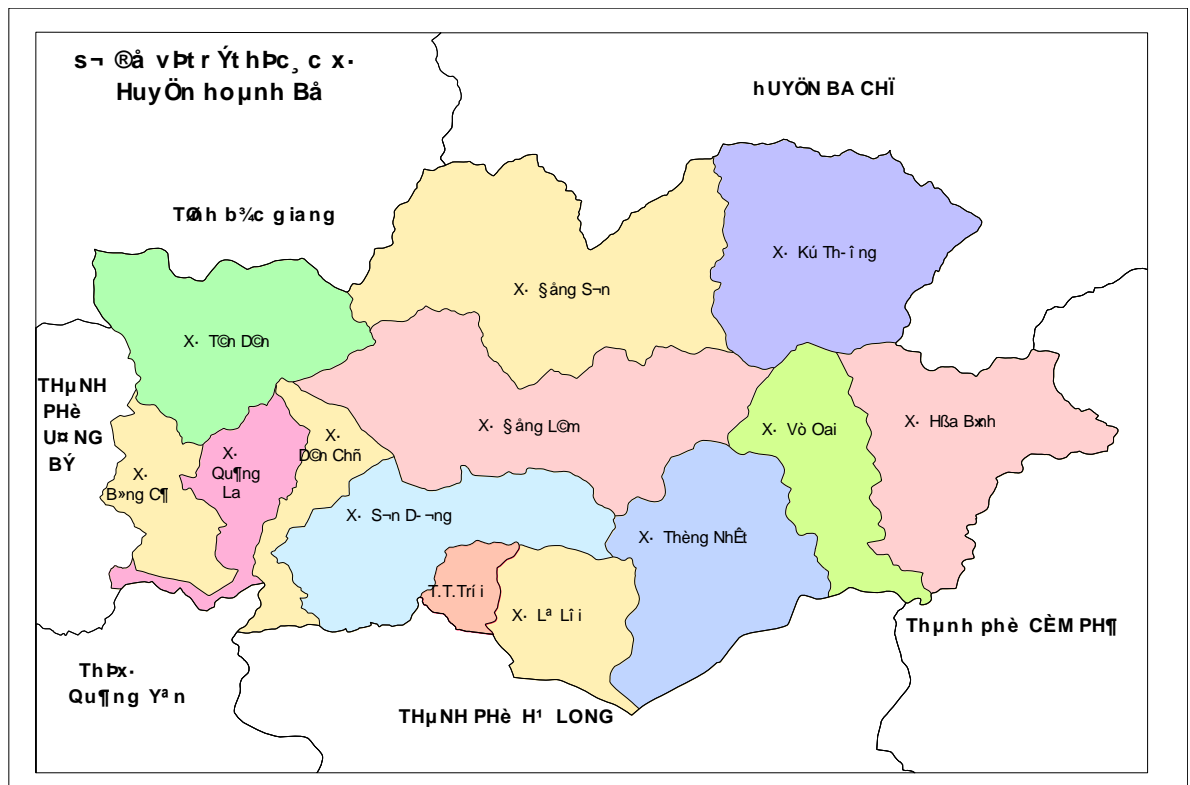 s¬ ®å vÞtrÝ thÞc¸c x·
HuyÖn hoµnh Bå
hUYÖN BA CHÏ
TØnh b¾c giang
X· Kú Th-îng
X· §ång S¬n
X· T©n D©n
THµNH
PHè
U¤NG
BÝ
X· §ång L©m
X· Vò Oai
X· Hßa B×nh
X·
D©n Chñ
X·
Qu¶ng
La
X·
B»ng C¶
X· S¬n D-¬ng
X· Thèng NhÊt
T.T.Trí i
X· Lª Lîi
Thµnh phè CÈM PH¶
ThÞx·
Qu¶ng Yªn
THµNH PHè H¹ LONG